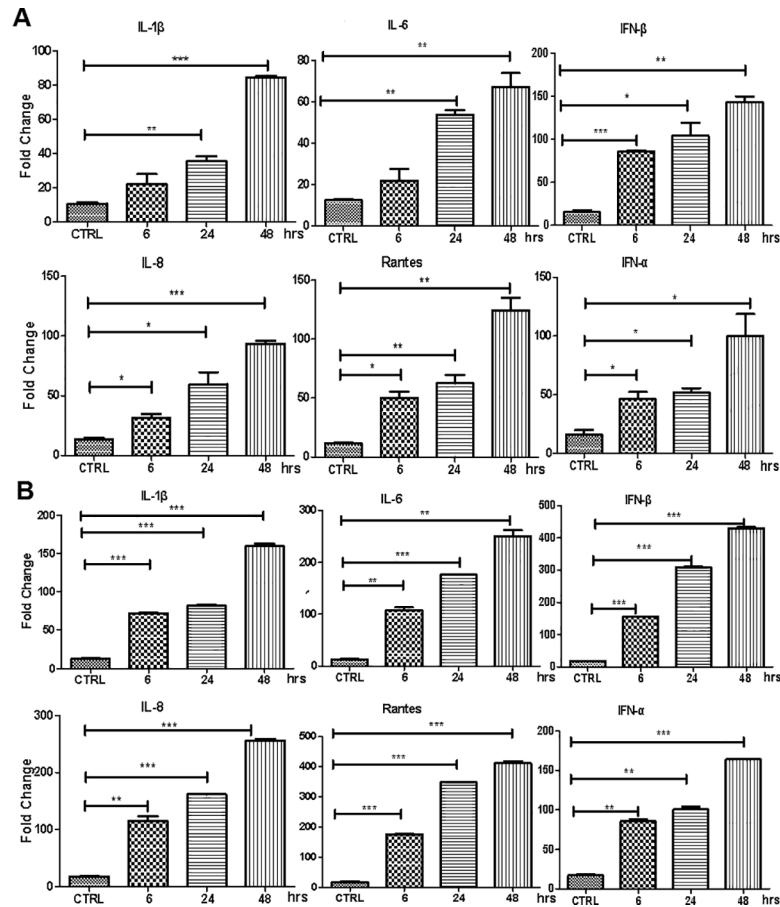 A
IL-1β IL-6 IFN-β
Fold Change
100 80 60 40 20 0
*** **
CTRL 6 24 48 hrs
80 60 40 20 0
** **
CTRL 6 24 48 hrs
200 150 100 50 0
** * ***
CTRL 6 24 48 hrs
IL-8 Rantes IFN-α
Fold Change
150 100 50 0
*** * *
CTRL 6 24 48 hrs
150 100 50 0
** ** *
CTRL 6 24 48 hrs
150 100 50 0
* * *
CTRL 6 24 48 hrs
B
IL-1β IL-6 IFN-β
Fold Change
200 150 100 50 0
*** *** ***
CTRL 6 24 48 hrs
300 200 100 0
** *** **
CTRL 6 24 48 hrs
500 400 300 200 100 0
*** *** ***
CTRL 6 24 48 hrs
IL-8 Rantes IFN-α
Fold Change
300 200 100 0
*** *** **
CTRL 6 24 48 hrs
500 400 300 200 100 0
*** *** ***
CTRL 6 24 48 hrs
200 150 100 50 0
*** ** **
CTRL 6 24 48 hrs